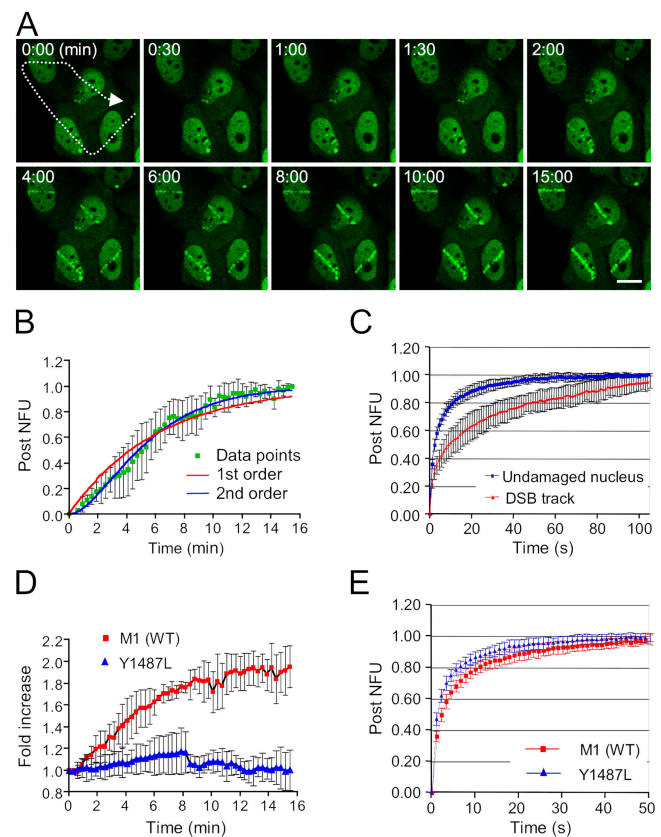 A
0:00 (min) 0:30 1:00 1:30 2:00
4:00 6:00 8:00 10:00 15:00
B
Post NFU
1.2
1.0
0.8
0.6
0.4
0.2
0.0
0 2 4 6 8 10 12 14 16
Time (min)
Data points
1st order
2nd order
C
Post NFU
1.20
1.00
0.80
0.60
0.40
0.20
0.00
0 20 40 60 80 100
Time (s)
Undamaged nucleus
DSB track
D
Fold increase
2.2
2.0
1.8
1.6
1.4
1.2
1.0
0.8
0 2 4 6 8 10 12 14 16
Time (min)
M1 (WT)
Y1487L
E
Post NFU
1.20
1.00
0.80
0.60
0.40
0.20
0.00
0 10 20 30 40 50
Time (s)
M1 (WT)
Y1487L